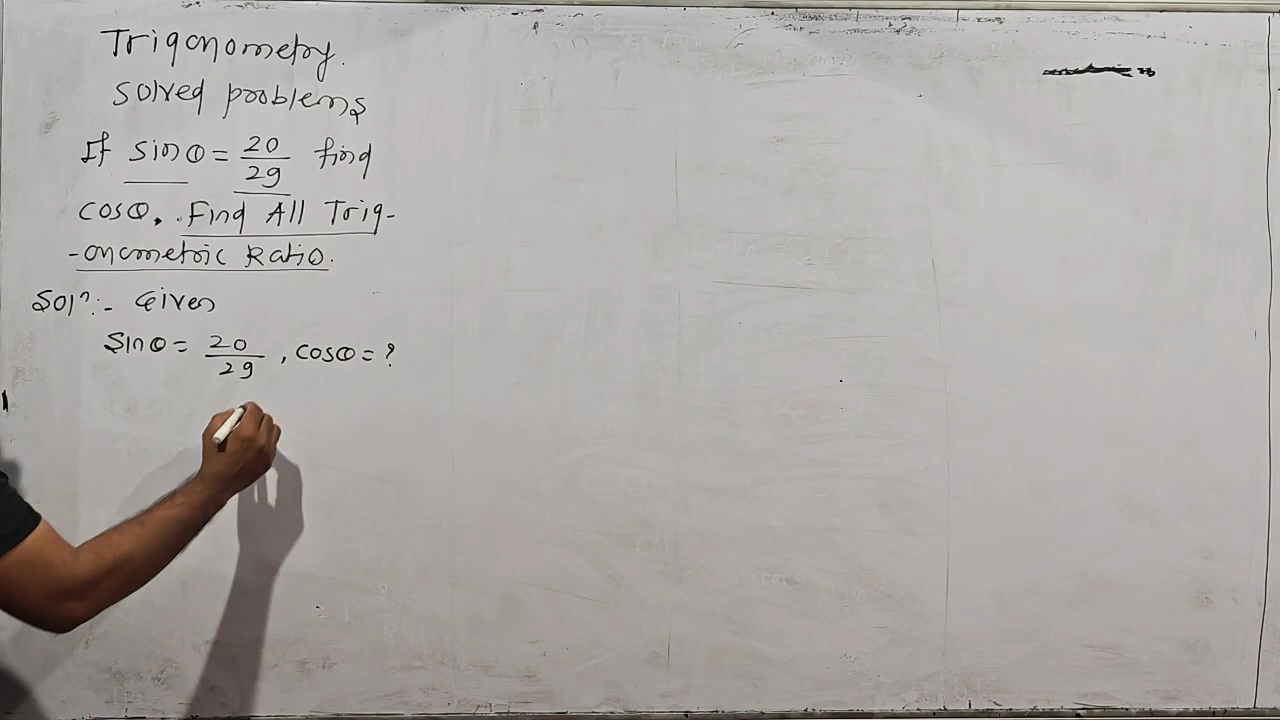 Trigonometry.
Solved problems
If sinθ = 20/29 find
cosθ. Find All Trig-
-onometric Ratio.
Solⁿ:- Given
sinθ = 20/29 , cosθ = ?